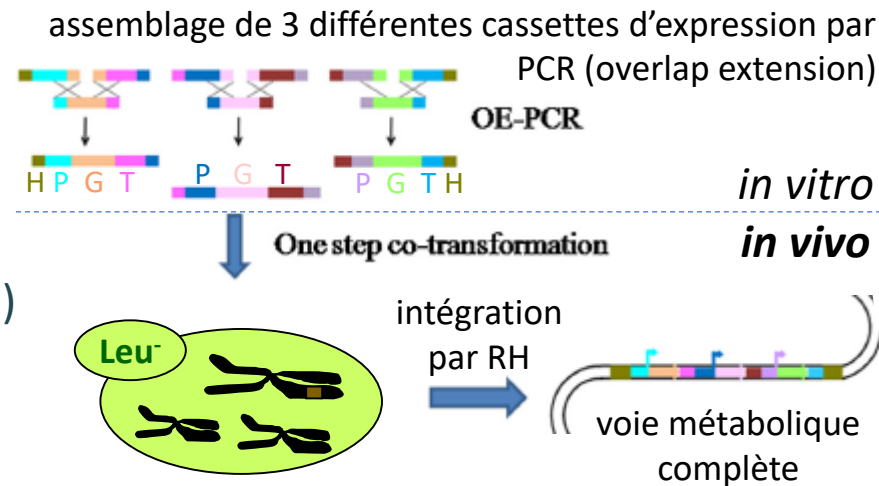 assemblage de 3 différentes cassettes d’expression par
PCR (overlap extension)
OE-PCR
H P G T
P G T
P G T H
in vitro
One step co-transformation
in vivo
)
Leu-
intégration
par RH
voie métabolique
complète